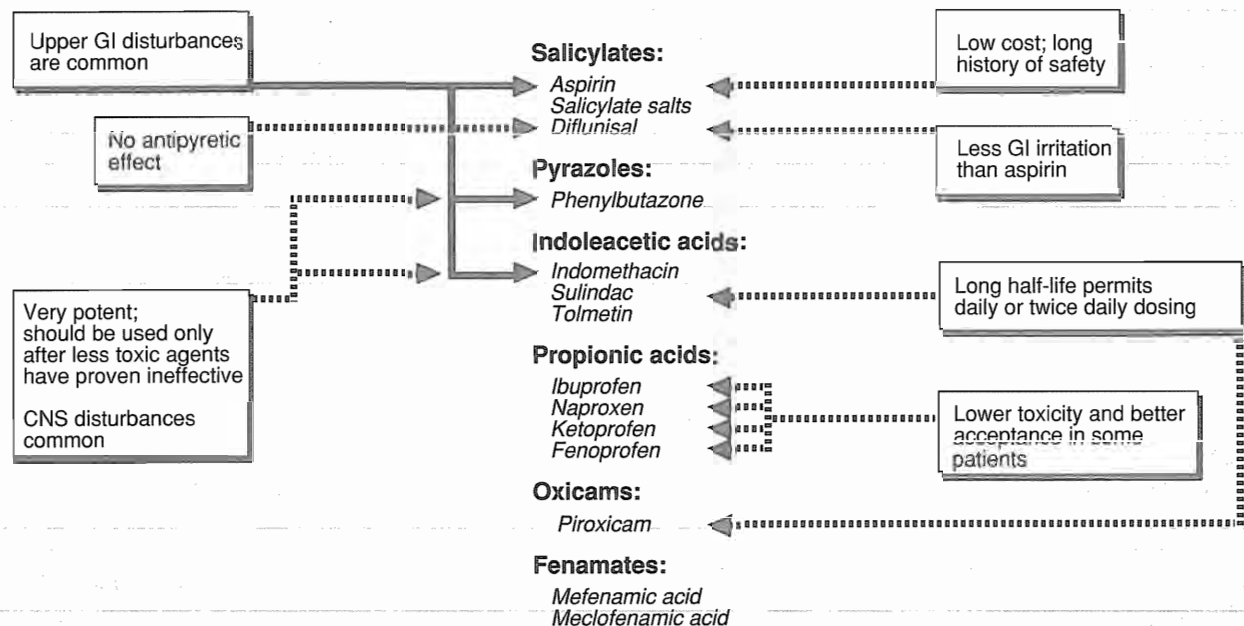 Upper GI disturbances
are common
No antipyretic
effect
Very potent;
should be used only
after less toxic agents
have proven ineffective
CNS disturbances
common
Salicylates:
Aspirin
Salicylate salts
Diflunisal
Pyrazoles:
Phenylbutazone
Indoleacetic acids:
Indomethacin
Sulindac
Tolmetin
Propionic acids:
Ibuprofen
Naproxen
Ketoprofen
Fenoprofen
Oxicams:
Piroxicam
Fenamates:
Mefenamic acid
Meclofenamic acid
Low cost; long
history of safety
Less GI irritation
than aspirin
Long half-life permits
daily or twice daily dosing
Lower toxicity and better
acceptance in some
patients